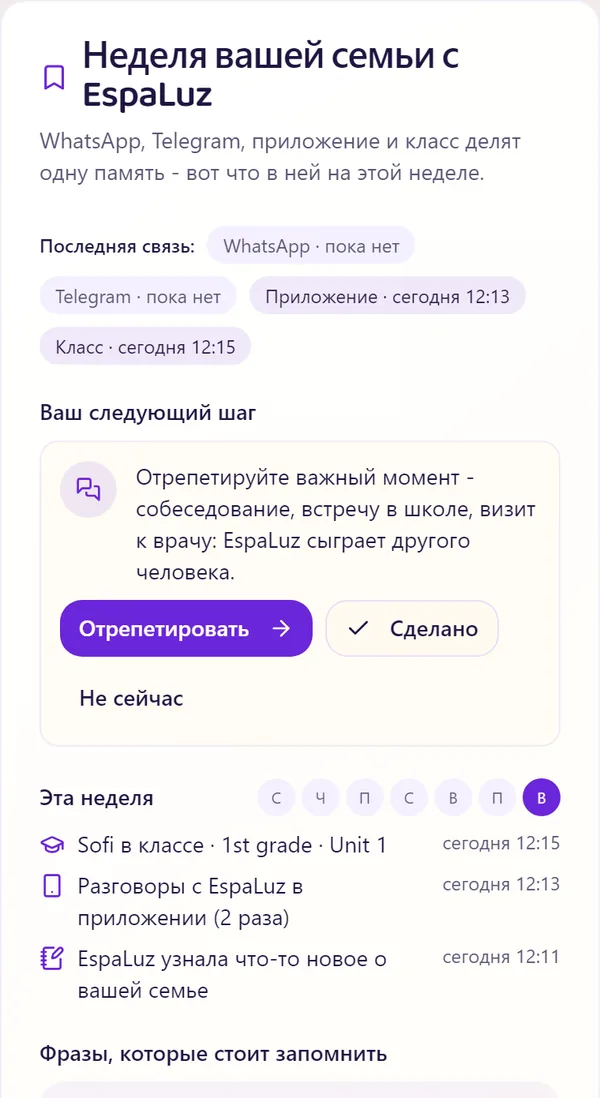 Неделя вашей семьи с
EspaLuz
WhatsApp, Telegram, приложение и класс делят
одну память - вот что в ней на этой неделе.
Последняя связь: WhatsApp · пока нет
Telegram · пока нет Приложение · сегодня 12:13
Класс · сегодня 12:15
Ваш следующий шаг
Отрепетируйте важный момент -
собеседование, встречу в школе, визит
к врачу: EspaLuz сыграет другого
человека.
Отрепетировать → ✓ Сделано
Не сейчас
Эта неделя С Ч П С В П В
Sofi в классе · 1st grade · Unit 1 сегодня 12:15
Разговоры с EspaLuz в сегодня 12:13
приложении (2 раза)
EspaLuz узнала что-то новое о сегодня 12:11
вашей семье
Фразы, которые стоит запомнить